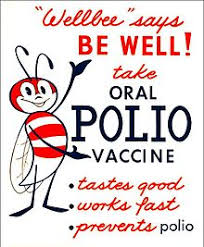 "Wellbee" says
BE WELL!
take
ORAL
POLIO
VACCINE
• tastes good
• works fast
• prevents polio